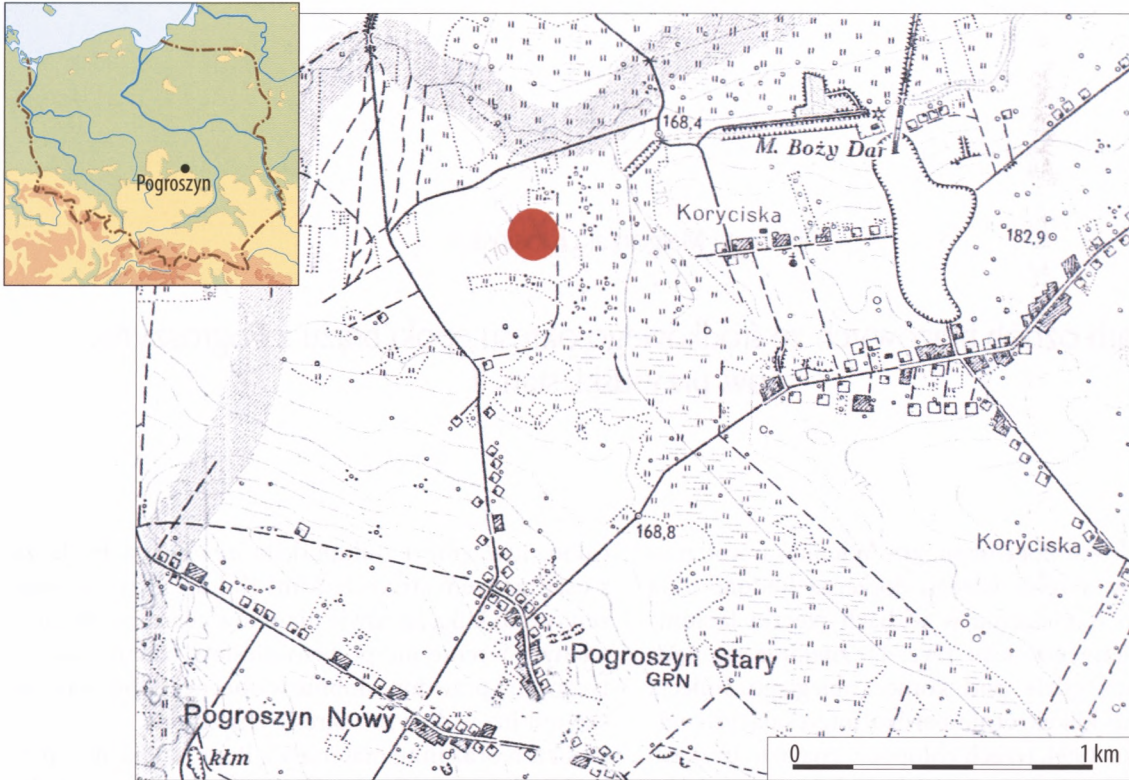 Pogroszyn
168,4
M. Boży Dar
Koryciska
182,9
170
168,8
Koryciska
Pogroszyn Stary
GRN
Pogroszyn Nowy
kłm
0 1 km